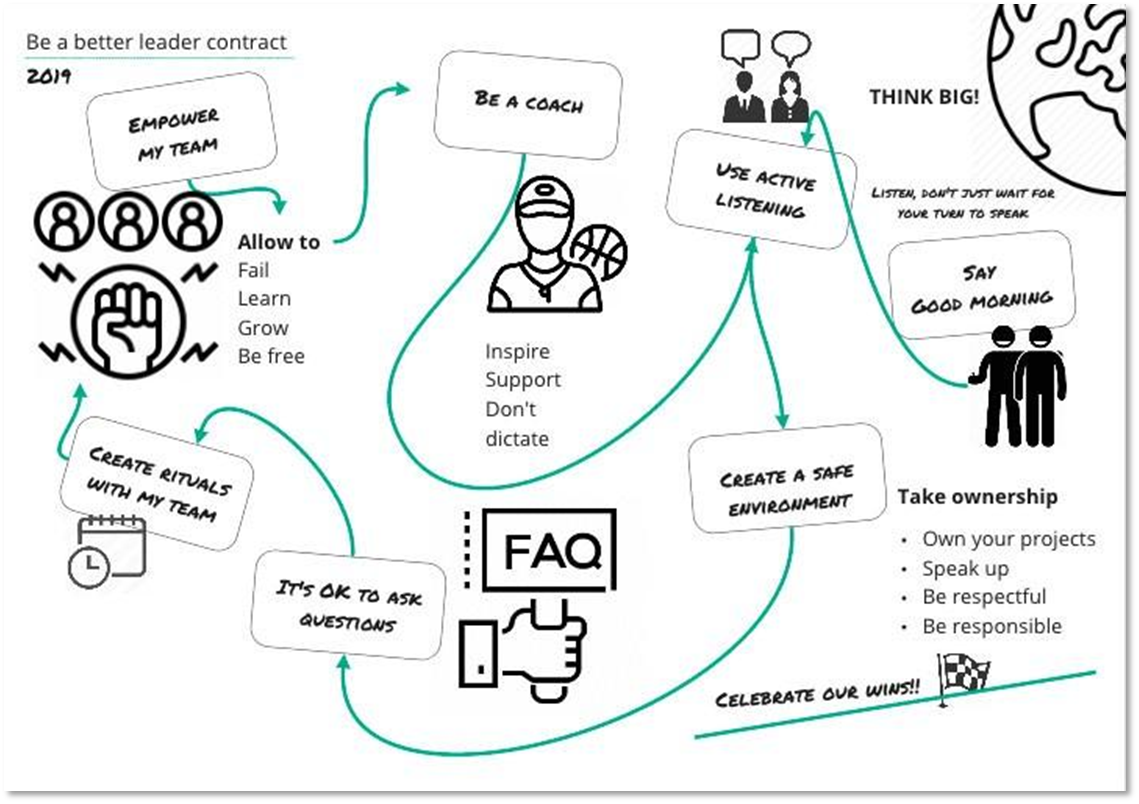 Be a better leader contract
2019
EMPOWER
MY TEAM
Allow to
Fail
Learn
Grow
Be free
BE A COACH
Inspire
Support
Don't
dictate
USE ACTIVE
LISTENING
THINK BIG!
LISTEN, DON'T JUST WAIT FOR
YOUR TURN TO SPEAK
SAY
GOOD MORNING
CREATE A SAFE
ENVIRONMENT
Take ownership
• Own your projects
• Speak up
• Be respectful
• Be responsible
CREATE RITUALS
WITH MY TEAM
IT'S OK TO ASK
QUESTIONS
FAQ
CELEBRATE OUR WINS!!